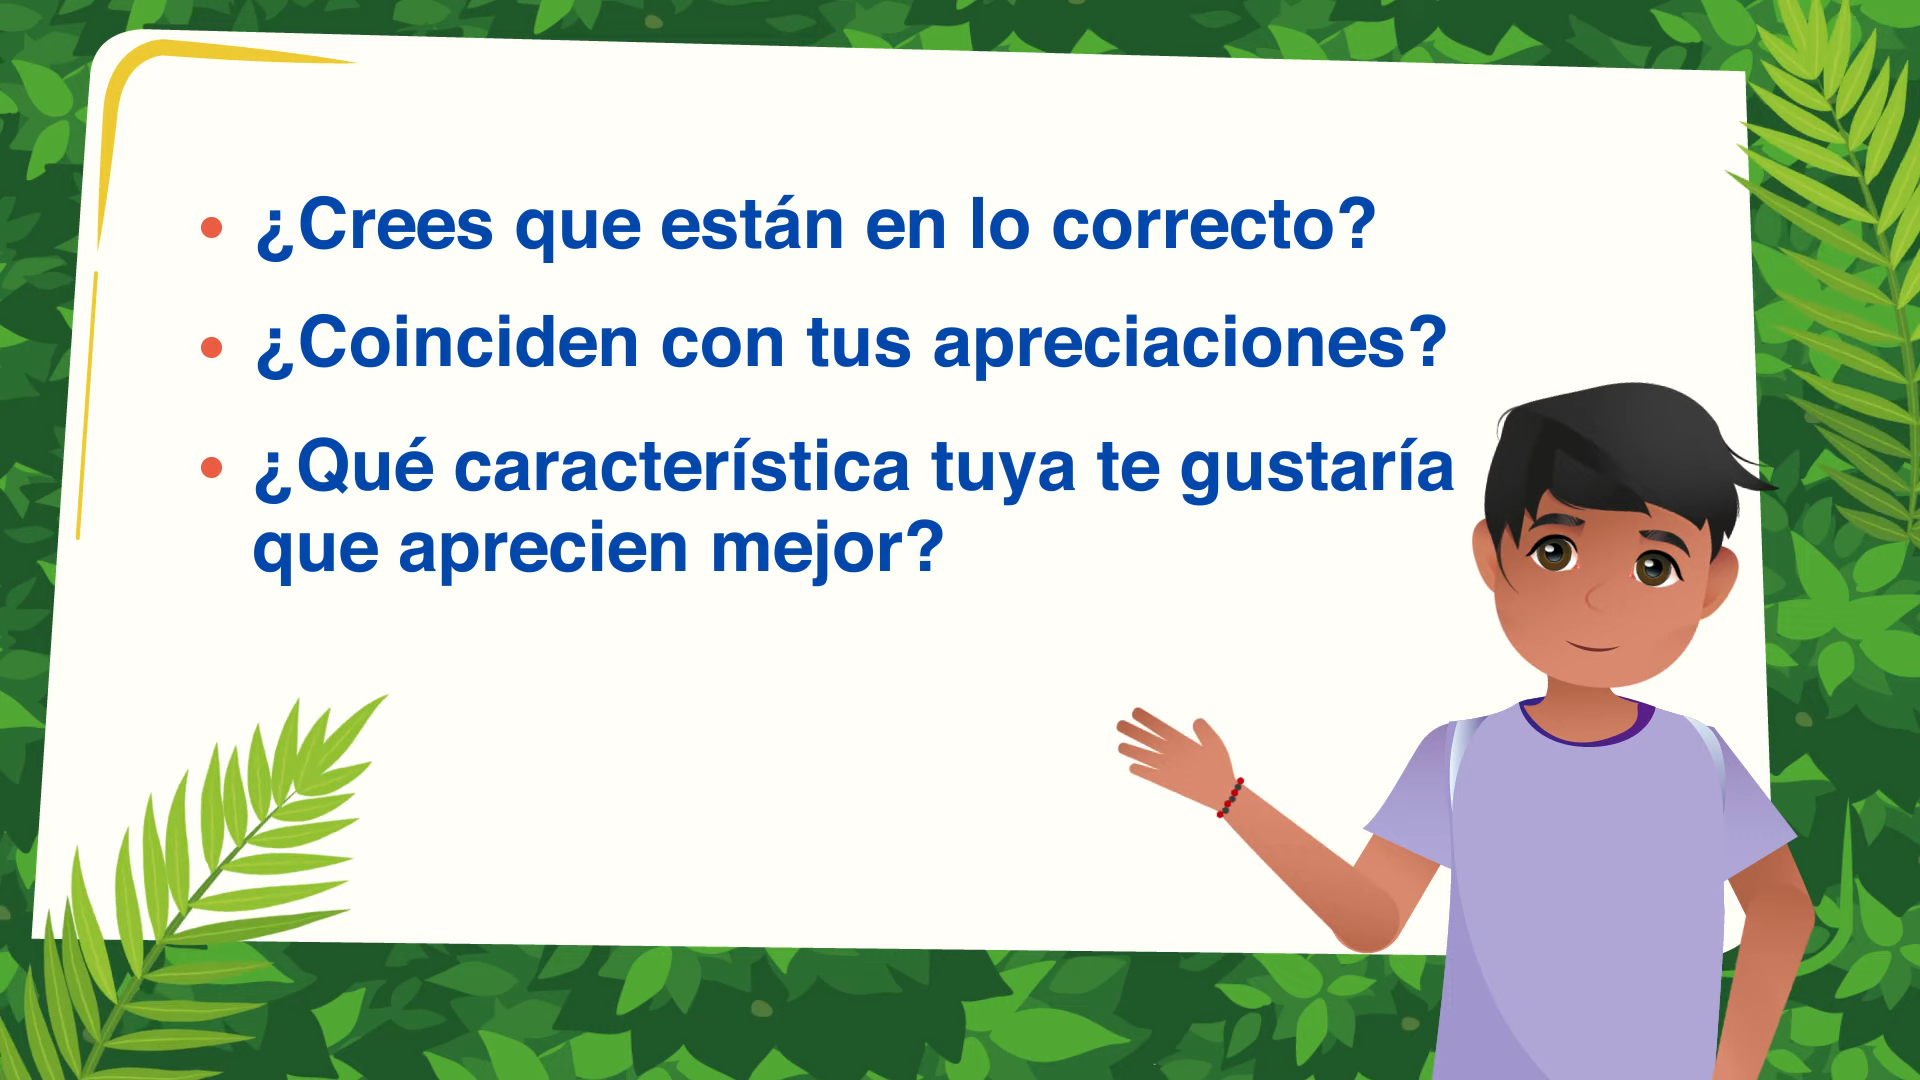 • ¿Crees que están en lo correcto?
• ¿Coinciden con tus apreciaciones?
• ¿Qué característica tuya te gustaría
que aprecien mejor?